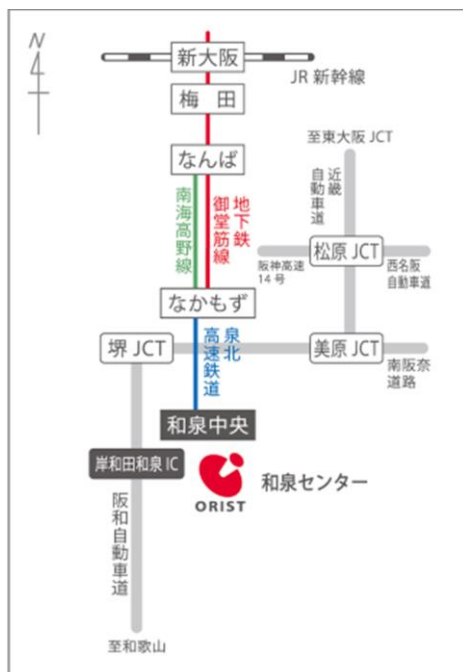 N
新大阪
JR 新幹線
梅　田
至東大阪 JCT
なんば
近畿
自動車道
南海高野線
地下鉄
御堂筋線
松原 JCT
阪神高速
14 号
西名阪
自動車道
なかもず
堺 JCT
泉北
高速鉄道
美原 JCT
南阪奈
道路
和泉中央
岸和田和泉 IC
ORIST
和泉センター
阪和自動車道
至和歌山